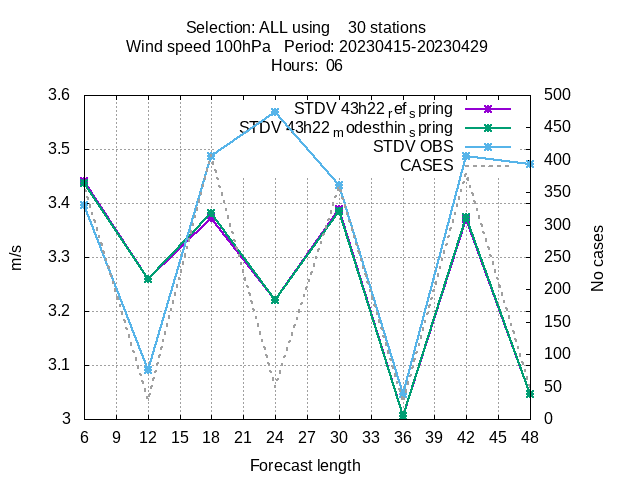 Selection: ALL using 30 stations
Wind speed 100hPa Period: 20230415-20230429
Hours: 06
STDV 43h22 ref spring
STDV 43h22 modesthin spring
STDV OBS
CASES
3.6
3.5
3.4
3.3
3.2
3.1
3
m/s
500
450
400
350
300
250
200
150
100
50
0
No cases
6 9 12 15 18 21 24 27 30 33 36 39 42 45 48
Forecast length